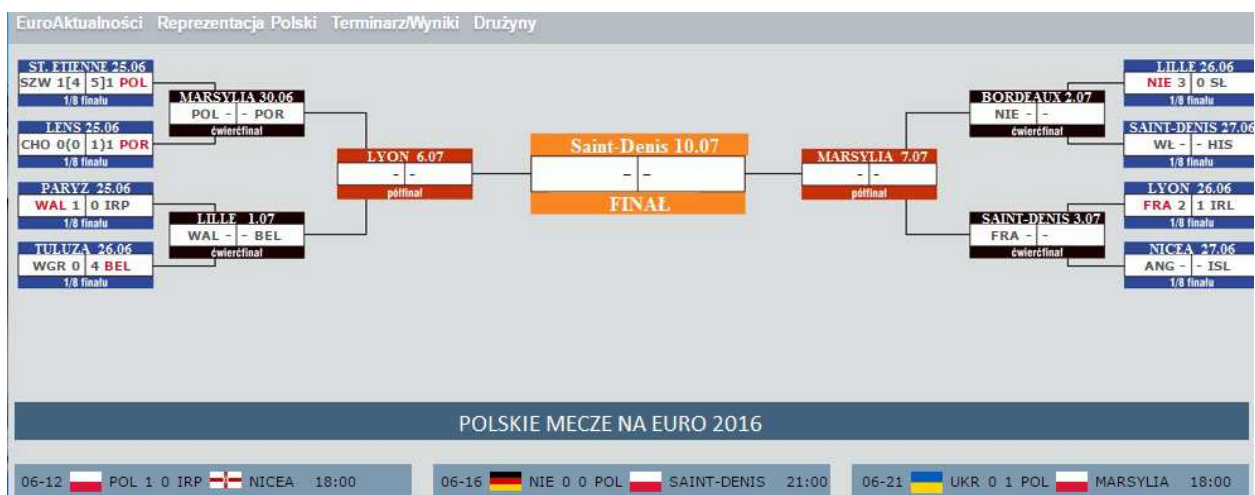 EuroAktualności Reprezentacja Polski Terminarz/Wyniki Drużyny
ST. ETIENNE 25.06
SZW 1[4 5]1 POL
1/8 finału
LENS 25.06
CHO 0(0 1)1 POR
1/8 finału
MARSYLIA 30.06
POL - - POR
ćwierćfinał
PARYZ 25.06
WAL 1 0 IRP
1/8 finału
TULUZA 26.06
WGR 0 4 BEL
1/8 finału
LILLE 1.07
WAL - - BEL
ćwierćfinał
LYON 6.07
- -
półfinał
Saint-Denis 10.07
- -
FINAŁ
MARSYLIA 7.07
- -
półfinał
BORDEAUX 2.07
NIE - -
ćwierćfinał
SAINT-DENIS 3.07
FRA - -
ćwierćfinał
LILLE 26.06
NIE 3 0 SŁ
1/8 finału
SAINT-DENIS 27.06
WŁ - - HIS
1/8 finału
LYON 26.06
FRA 2 1 IRL
1/8 finału
NICEA 27.06
ANG - - ISL
1/8 finału
POLSKIE MECZE NA EURO 2016
06-12 POL 1 0 IRP NICEA 18:00
06-16 NIE 0 0 POL SAINT-DENIS 21:00
06-21 UKR 0 1 POL MARSYLIA 18:00